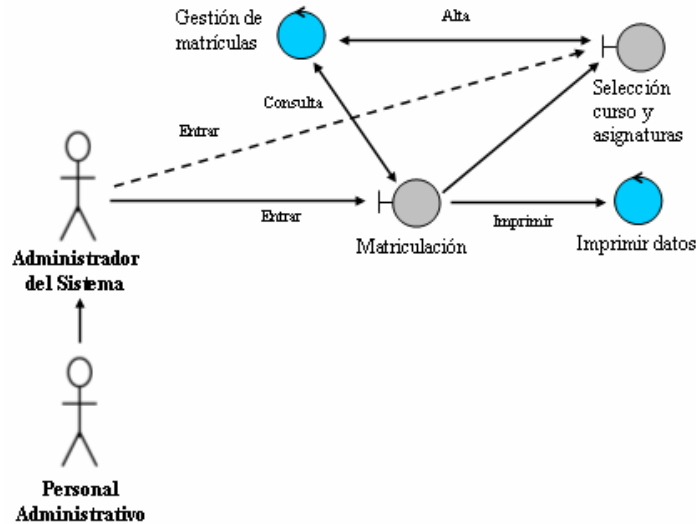 Gestión de
matrículas
Alta
Selección
curso y
asignaturas
Consulta
Entrar
Entrar
Imprimir
Matriculación
Imprimir datos
Administrador
del Sistema
Personal
Administrativo